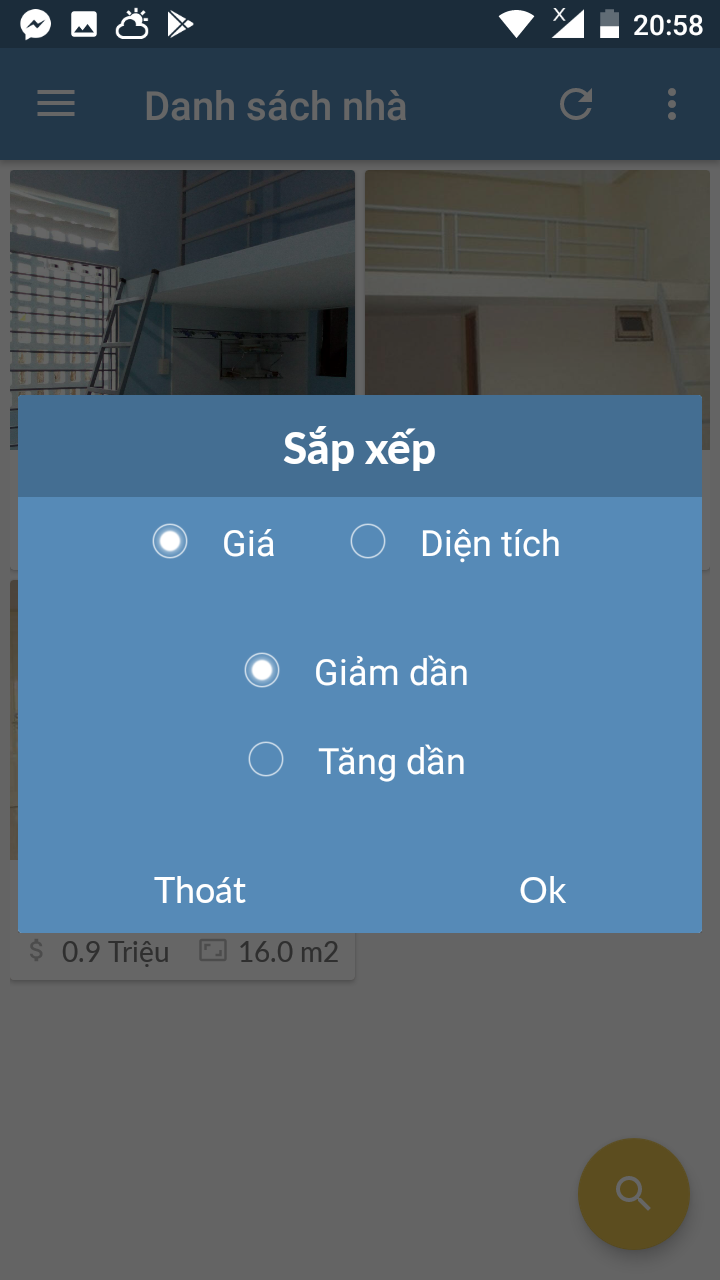 20:58
Danh sách nhà
Sắp xếp
Giá Diện tích
Giảm dần
Tăng dần
Thoát Ok
0.9 Triệu 16.0 m2